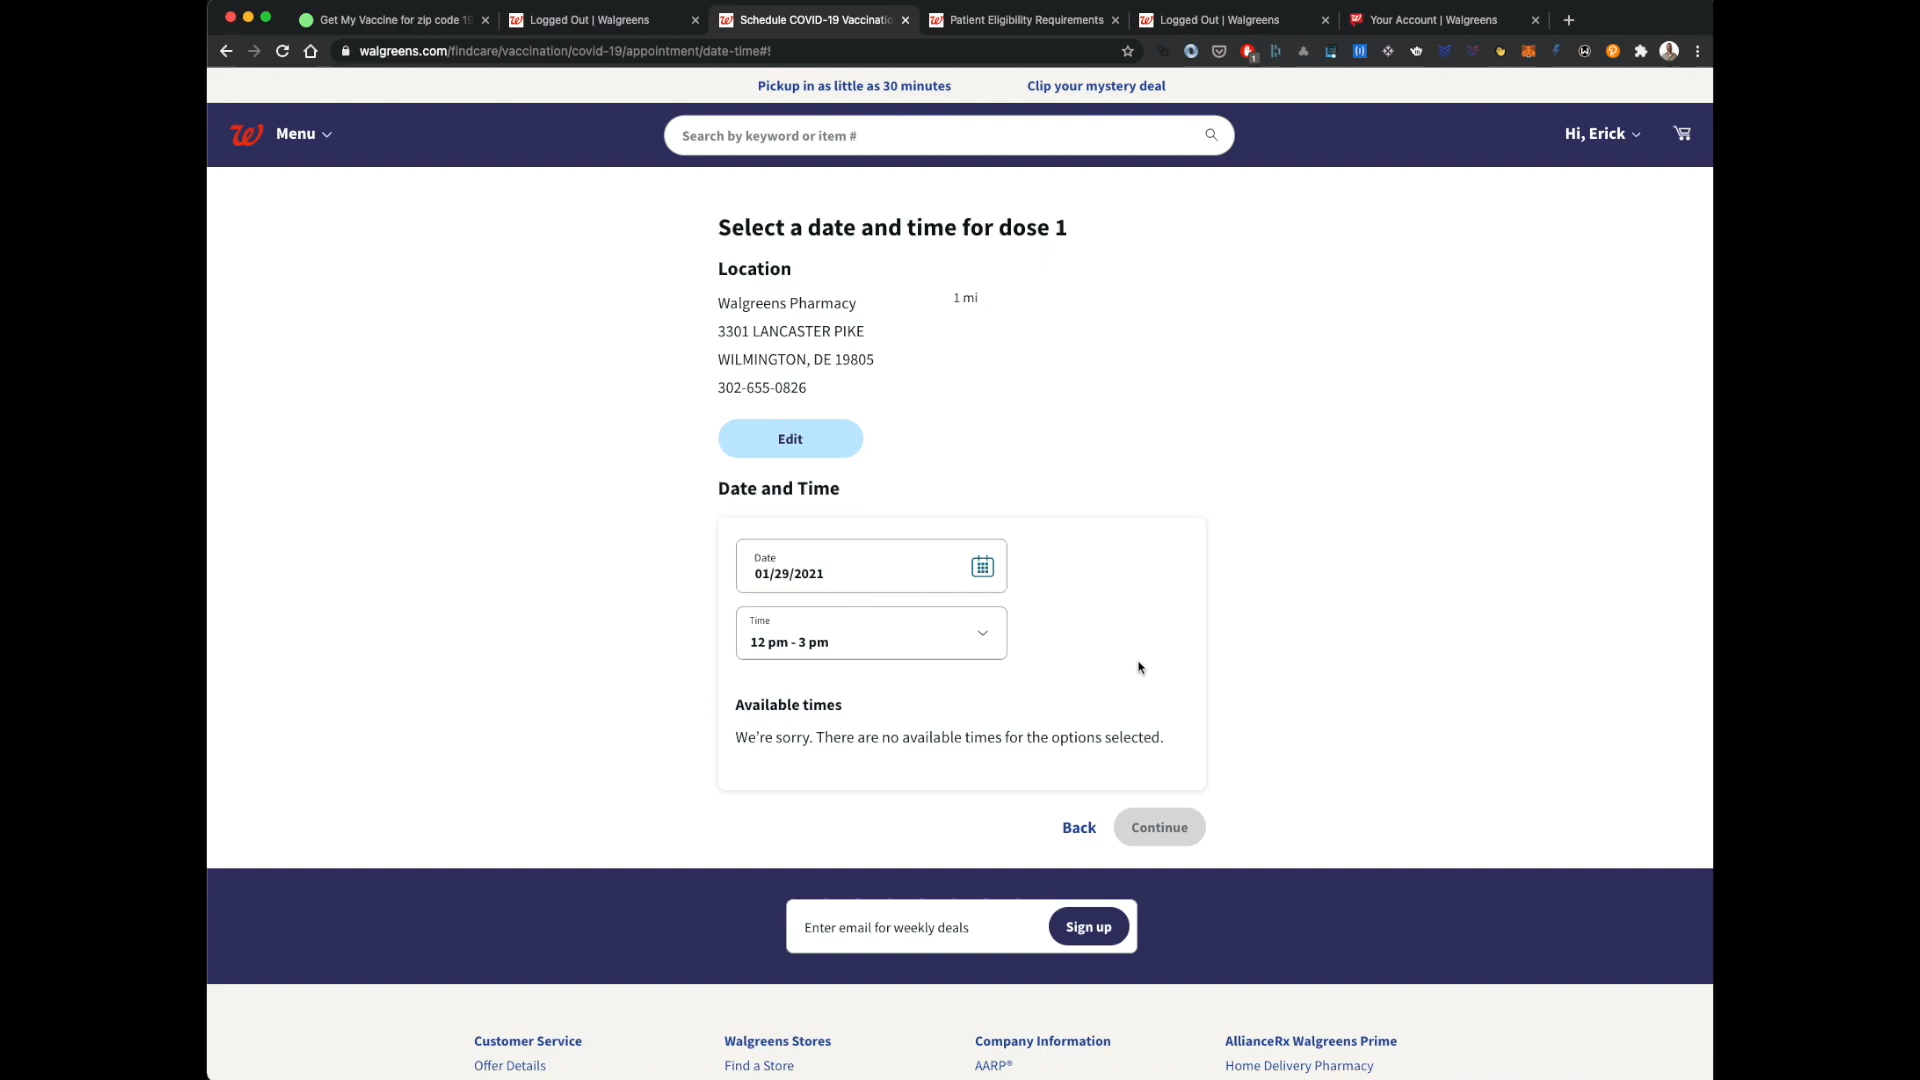 Get My Vaccine for zip code 19
Logged Out | Walgreens
Schedule COVID-19 Vaccinatio
Patient Eligibility Requirements
Logged Out | Walgreens
Your Account | Walgreens
walgreens.com/findcare/vaccination/covid-19/appointment/date-time#!
1
Pickup in as little as 30 minutes
Clip your mystery deal
Menu
Search by keyword or item #
Hi, Erick
Select a date and time for dose 1
Location
Walgreens Pharmacy
1 mi
3301 LANCASTER PIKE
WILMINGTON, DE 19805
302-655-0826
Edit
Date and Time
Date
01/29/2021
Time
12 pm - 3 pm
Available times
We're sorry. There are no available times for the options selected.
Back
Continue
Enter email for weekly deals
Sign up
Customer Service
Walgreens Stores
Company Information
AllianceRx Walgreens Prime
Offer Details
Find a Store
AARP®
Home Delivery Pharmacy